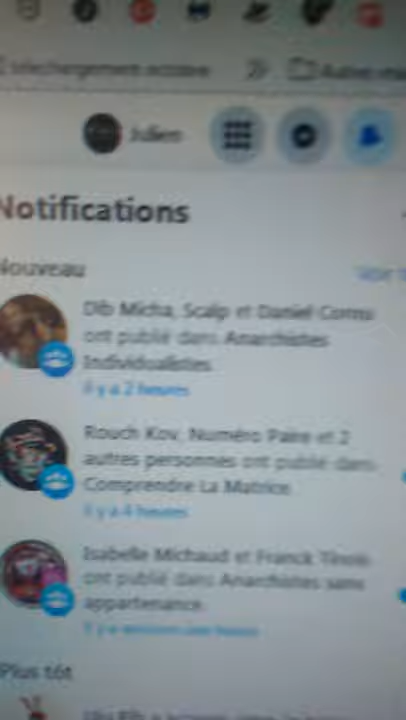 téléchargement
Julien
Notifications
Nouveau
Voir
Dib Micha, Scalp et Daniel
ont publié dans Anarchistes
Individualistes.
il y a 2 heures
Rouch Kov, Numéro Paire et 2
autres personnes ont publié dans
Comprendre La Matrice.
il y a 4 heures
Isabelle Michaud et Franck
ont publié dans Anarchistes sans
appartenance.
Plus tôt